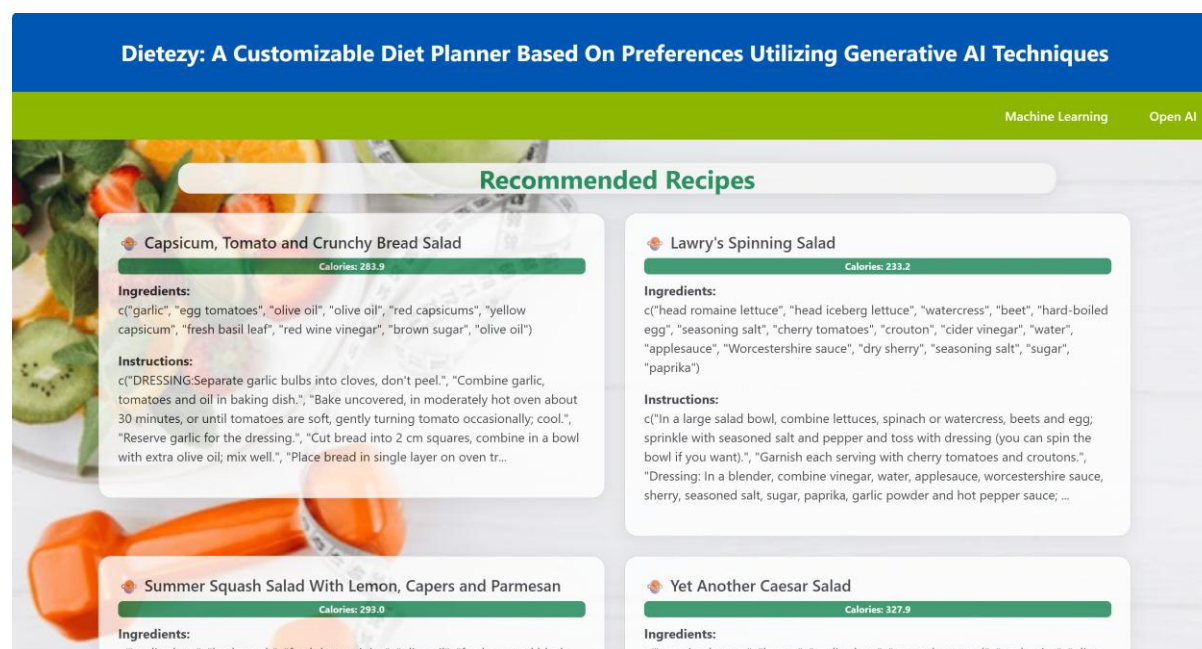 Dietezy: A Customizable Diet Planner Based On Preferences Utilizing Generative AI Techniques
Machine Learning
Open AI
Recommended Recipes
Capsicum, Tomato and Crunchy Bread Salad
Calories: 283.9
Ingredients:
c("garlic", "egg tomatoes", "olive oil", "olive oil", "red capsicums", "yellow
capsicum", "fresh basil leaf", "red wine vinegar", "brown sugar", "olive oil")
Instructions:
c("DRESSING:Separate garlic bulbs into cloves, don't peel.", "Combine garlic,
tomatoes and oil in baking dish.", "Bake uncovered, in moderately hot oven about
30 minutes, or until tomatoes are soft, gently turning tomato occasionally; cool.",
"Reserve garlic for the dressing.", "Cut bread into 2 cm squares, combine in a bowl
with extra olive oil; mix well.", "Place bread in single layer on oven tr...
Lawry's Spinning Salad
Calories: 233.2
Ingredients:
c("head romaine lettuce", "head iceberg lettuce", "watercress", "beet", "hard-boiled
egg", "seasoning salt", "cherry tomatoes", "crouton", "cider vinegar", "water",
"applesauce", "Worcestershire sauce", "dry sherry", "seasoning salt", "sugar",
"paprika")
Instructions:
c("In a large salad bowl, combine lettuces, spinach or watercress, beets and egg;
sprinkle with seasoned salt and pepper and toss with dressing (you can spin the
bowl if you want).", "Garnish each serving with cherry tomatoes and croutons.",
"Dressing: In a blender, combine vinegar, water, applesauce, worcestershire sauce,
sherry, seasoned salt, sugar, paprika, garlic powder and hot pepper sauce; ...
Summer Squash Salad With Lemon, Capers and Parmesan
Calories: 293.0
Ingredients:
Yet Another Caesar Salad
Calories: 327.9
Ingredients: